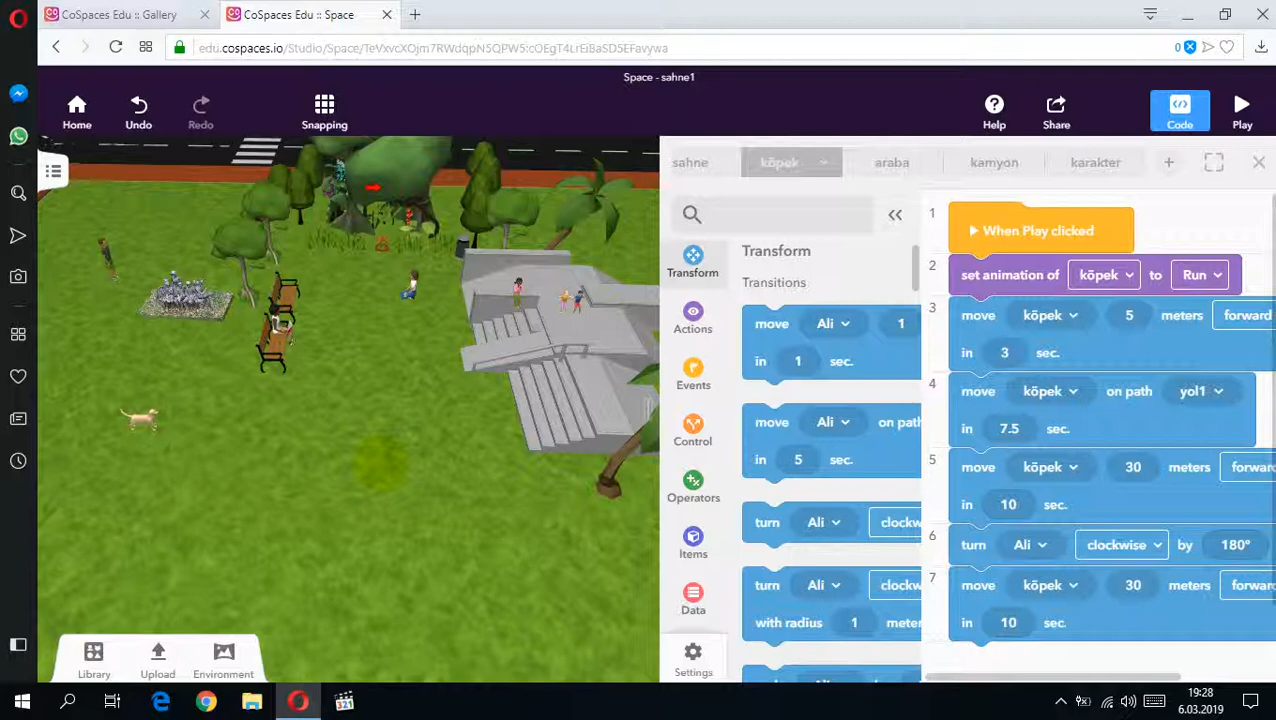 CoSpaces Edu :: Gallery
CoSpaces Edu :: Space
edu.cospaces.io/Studio/Space/TeVxvcXOjm7RWdqpN5QPW5:cOEgT4LrEiBaSD5EFavywa
0
Space - sahne1
Home
Undo
Redo
Snapping
Help
Share
Code
Play
sahne
köpek
araba
kamyon
karakter
Transform
Transform
Transitions
Actions
Events
Control
Operators
Items
Data
Settings
move Ali 1
in 1 sec.
move Ali on path
in 5 sec.
turn Ali clockw
turn Ali clockw
with radius 1 meter
1 When Play clicked
2 set animation of köpek to Run
3 move köpek 5 meters forward
in 3 sec.
4 move köpek on path yol1
in 7.5 sec.
5 move köpek 30 meters forward
in 10 sec.
6 turn Ali clockwise by 180°
7 move köpek 30 meters forward
in 10 sec.
Library
Upload
Environment
321
19:28
6.03.2019